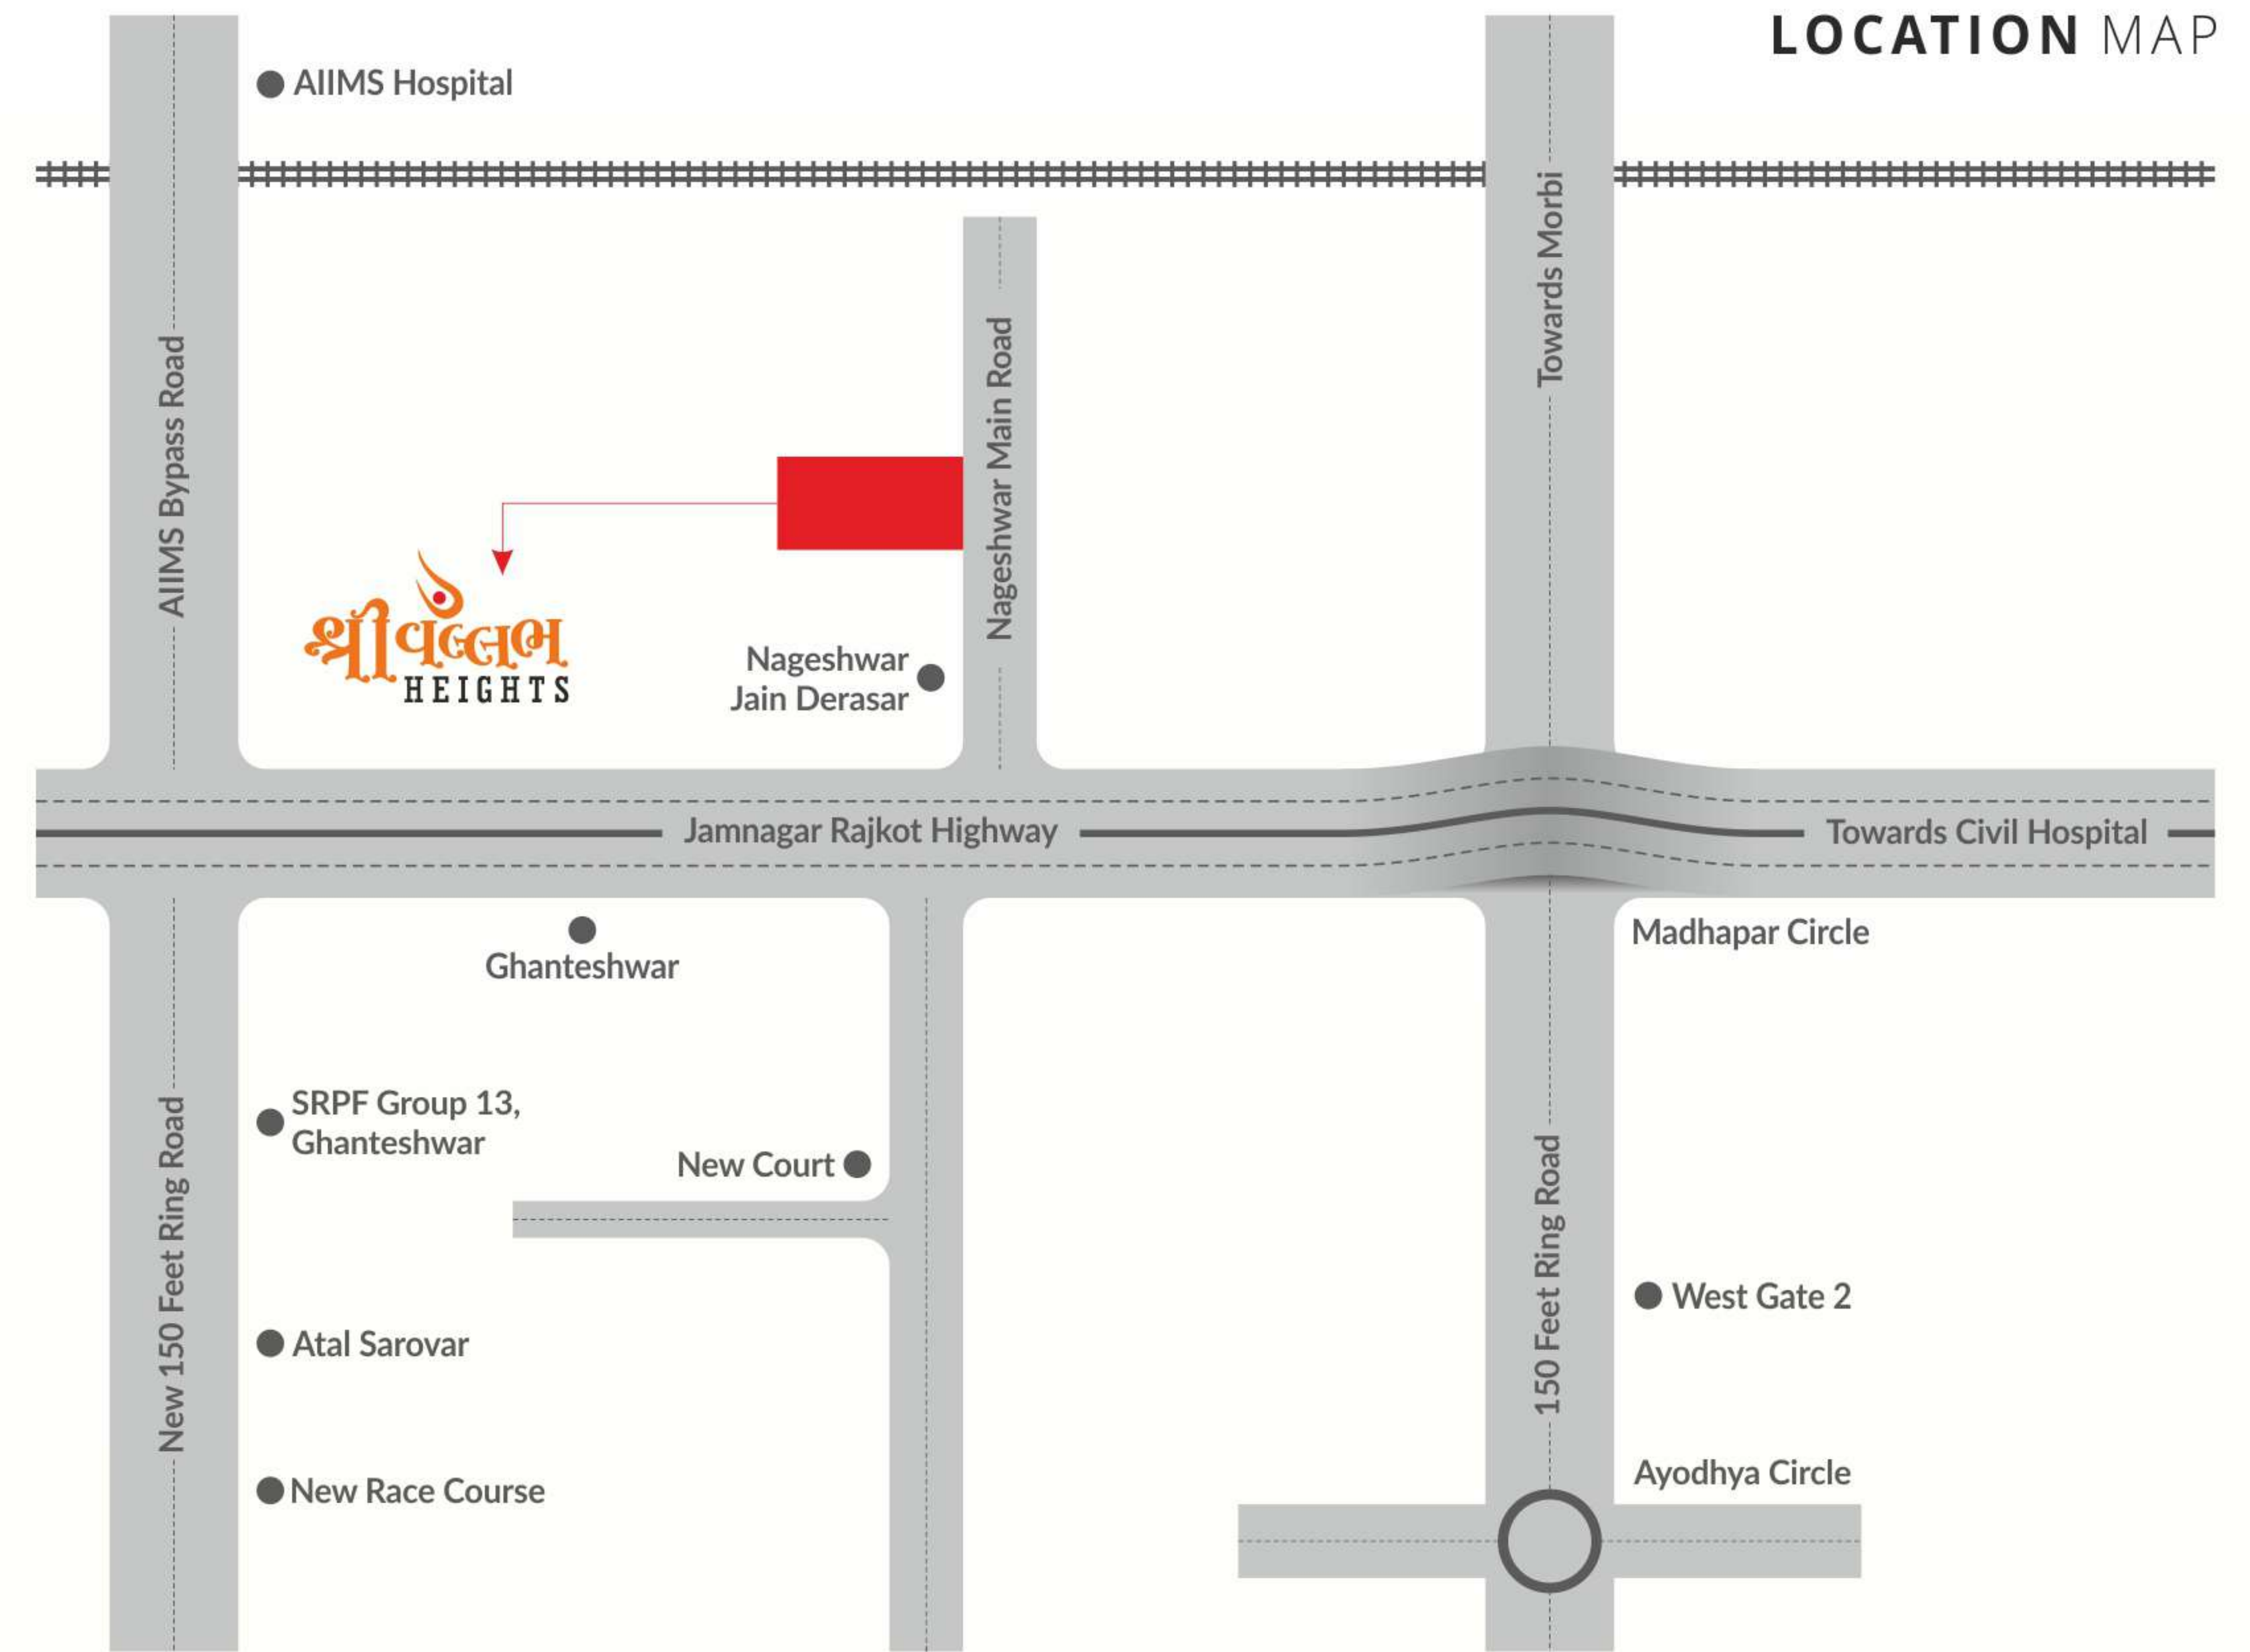 LOCATION MAP
AIIMS Hospital
Towards Morbi
AIIMS Bypass Road
Nageshwar Main Road
શ્રી વલ્લભ
HEIGHTS
Nageshwar
Jain Derasar
Jamnagar Rajkot Highway
Towards Civil Hospital
Ghanteshwar
Madhapar Circle
SRPF Group 13,
Ghanteshwar
New Court
New 150 Feet Ring Road
150 Feet Ring Road
West Gate 2
Atal Sarovar
Ayodhya Circle
New Race Course